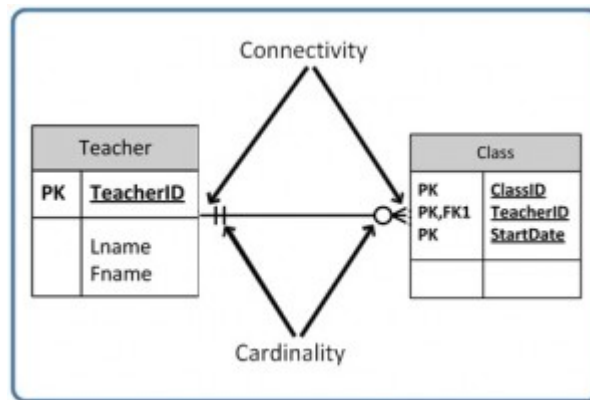 Connectivity
Teacher
PK TeacherID
Lname
Fname
Class
PK ClassID
PK,FK1 TeacherID
PK StartDate
Cardinality